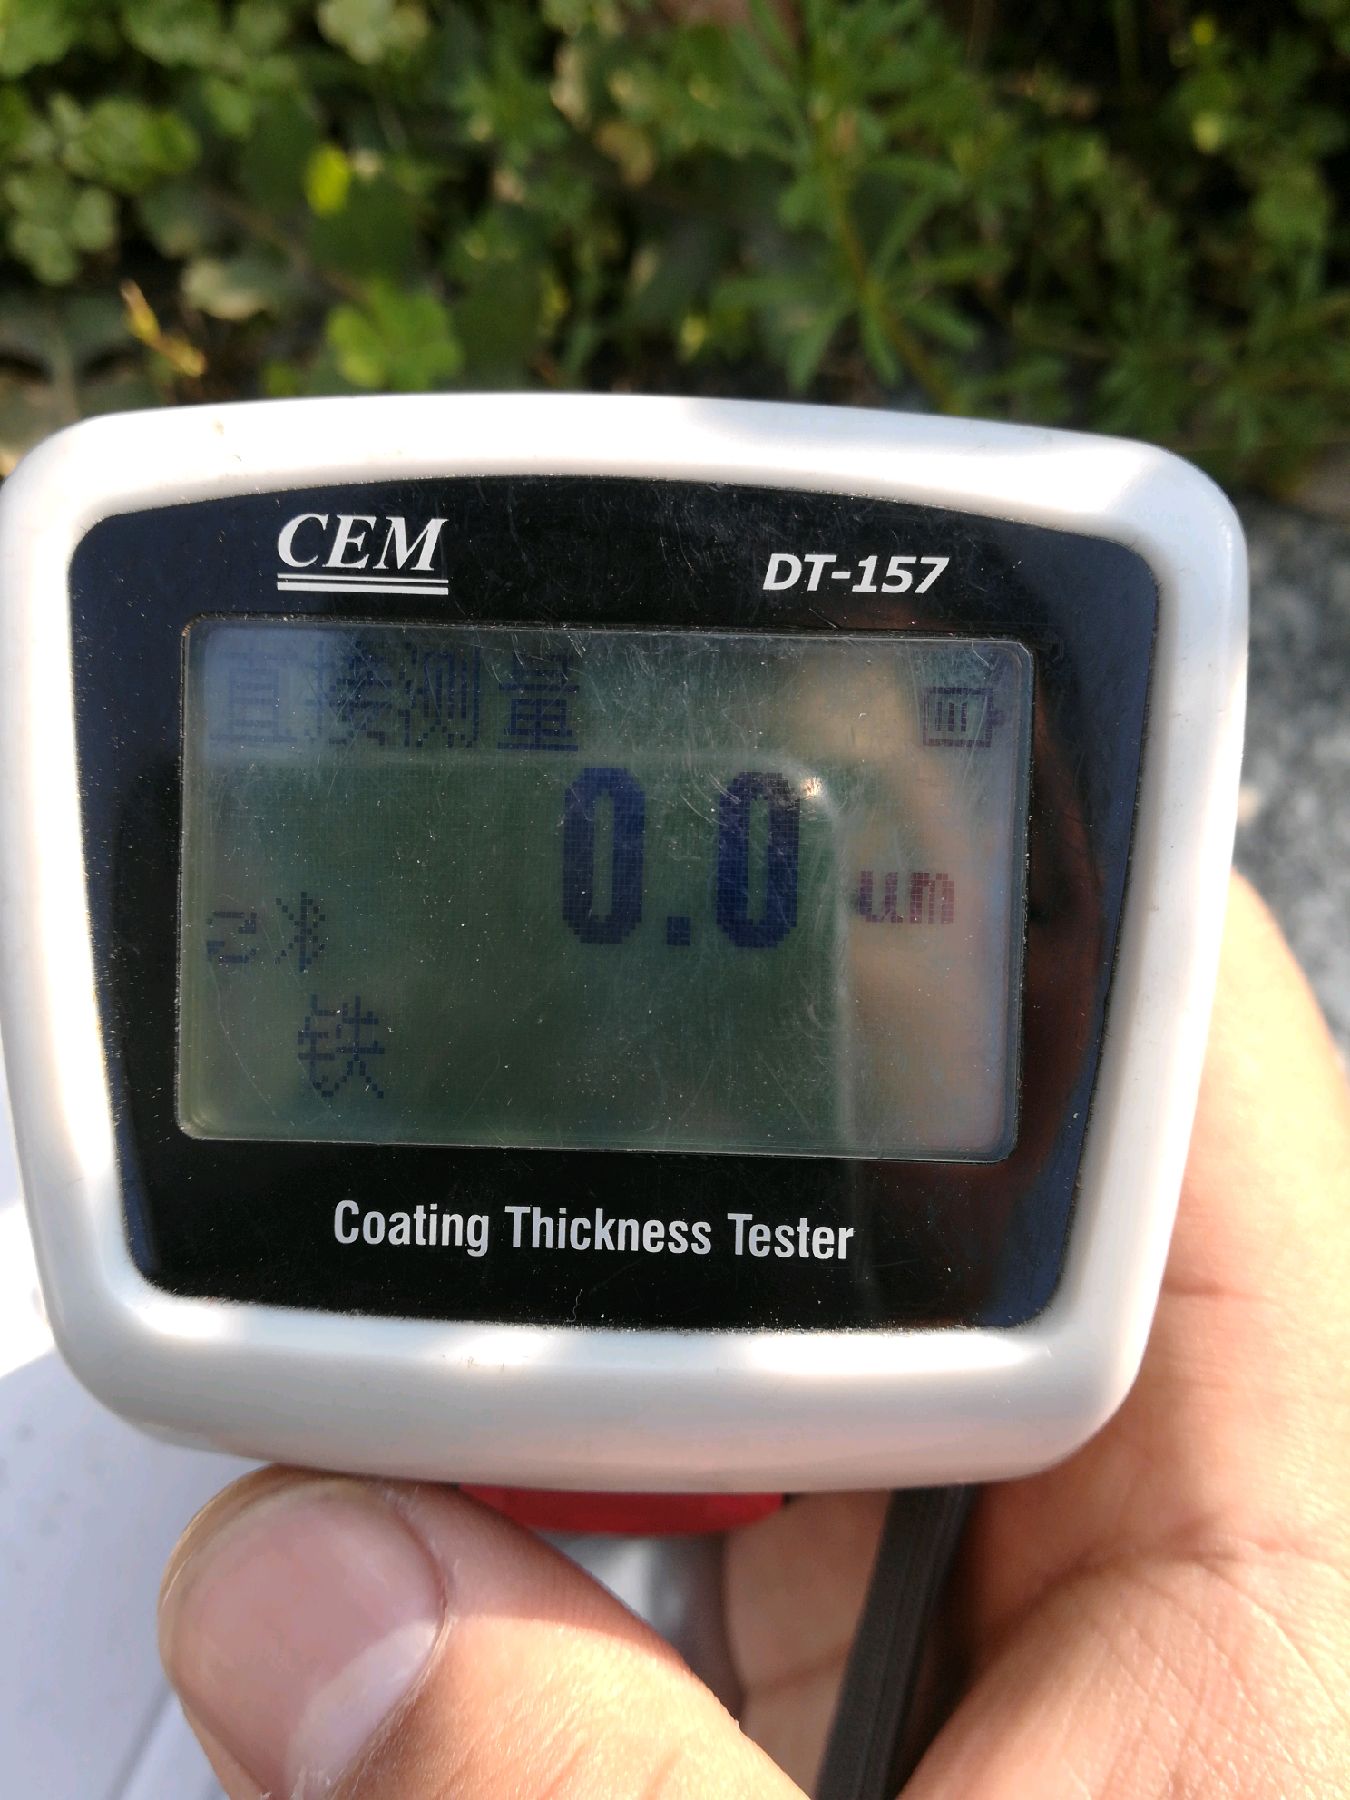 CEM
DT-157
直接测量
0.0 um
铁
Coating Thickness Tester